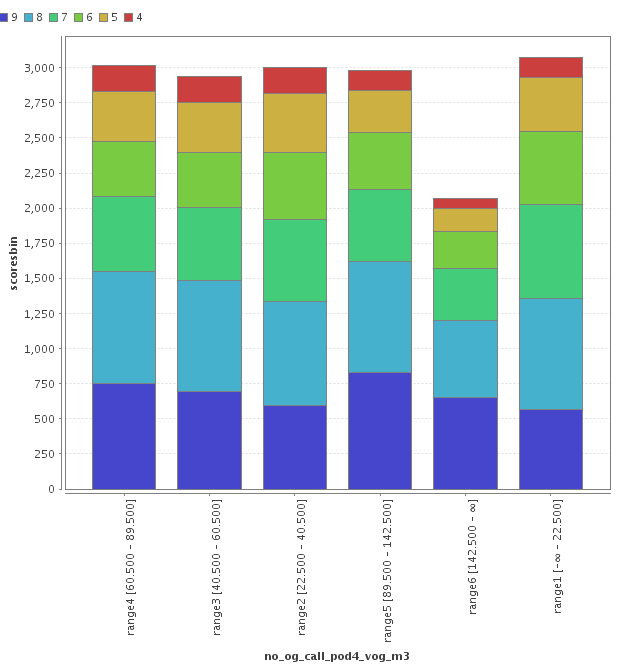 9 8 7 6 5 4
3,000
2,750
2,500
2,250
2,000
1,750
1,500
1,250
1,000
750
500
250
0
scoresbin
range4 [60.500 - 89.500]
range3 [40.500 - 60.500]
range2 [22.500 - 40.500]
range5 [89.500 - 142.500]
range6 [142.500 - ∞]
range1 [-∞ - 22.500]
no_og_call_pod4_vog_m3